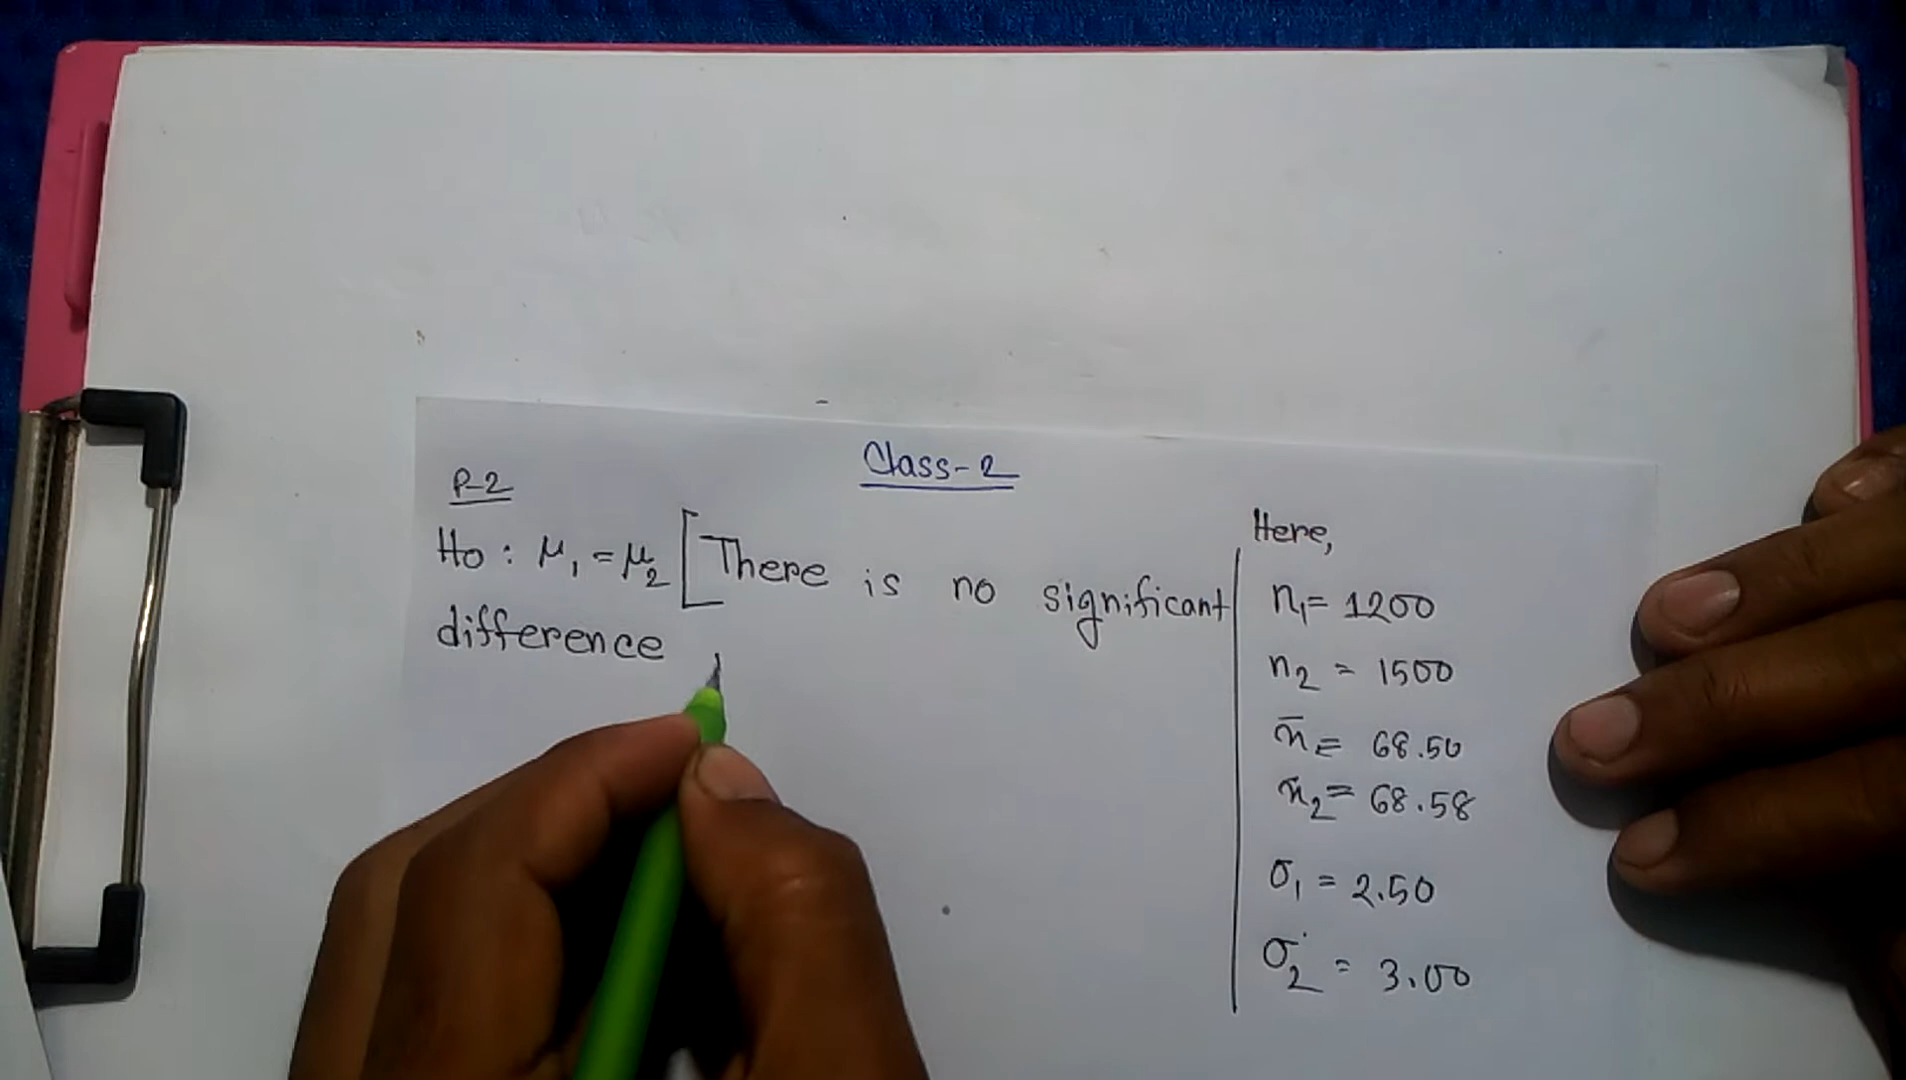 Class-2
P-2
Ho: μ₁ = μ₂ [There is no significant
difference
Here,
n₁ = 1200
n₂ = 1500
x̄ = 68.50
x̄₂ = 68.58
σ₁ = 2.50
σ₂ = 3.00